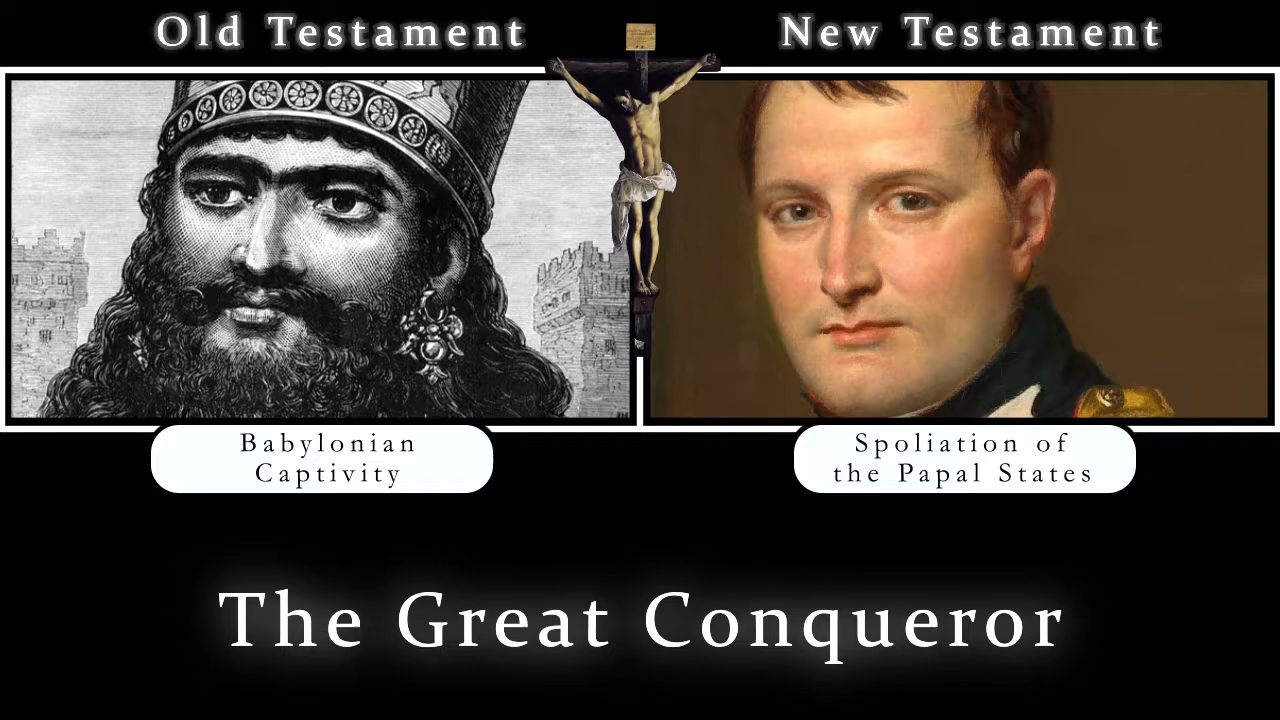 Old Testament
New Testament
Babylonian
Captivity
Spoliation of
the Papal States
The Great Conqueror